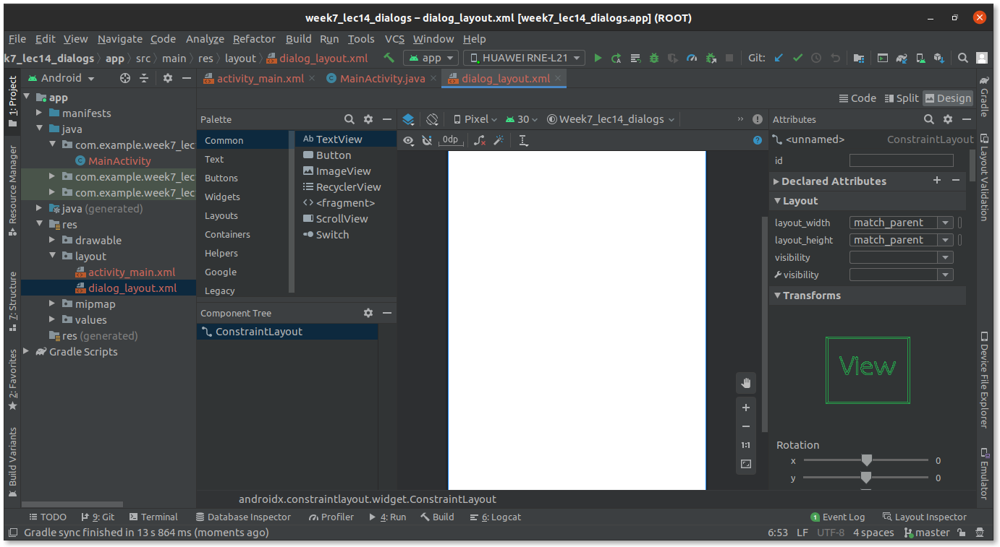 week7_lec14_dialogs – dialog_layout.xml [week7_lec14_dialogs.app] (ROOT)
File Edit View Navigate Code Analyze Refactor Build Run Tools VCS Window Help
k7_lec14_dialogs app src main res layout dialog_layout.xml app HUAWEI RNE-L21 Git:
1: Project
Resource Manager
7: Structure
2: Favorites
Build Variants
Android
app
manifests
java
com.example.week7_lec
MainActivity
com.example.week7_lec
com.example.week7_lec
java (generated)
res
drawable
layout
activity_main.xml
dialog_layout.xml
mipmap
values
res (generated)
Gradle Scripts
activity_main.xml MainActivity.java dialog_layout.xml
Code Split Design
Palette
Common
Text
Buttons
Widgets
Layouts
Containers
Helpers
Google
Legacy
Ab TextView
Button
ImageView
RecyclerView
<fragment>
ScrollView
Switch
Component Tree
ConstraintLayout
Pixel 30 Week7_lec14_dialogs »
0dp ?
1:1
Attributes
<unnamed> ConstraintLayout
id
Declared Attributes
Layout
layout_width match_parent
layout_height match_parent
visibility
visibility
Transforms
View
Rotation
x 0
y 0
Gradle
Layout Validation
Device File Explorer
Emulator
androidx.constraintlayout.widget.ConstraintLayout
TODO 9: Git Terminal Database Inspector Profiler 4: Run Build 6: Logcat 1 Event Log Layout Inspector
Gradle sync finished in 13 s 864 ms (moments ago) 6:53 LF UTF-8 4 spaces master